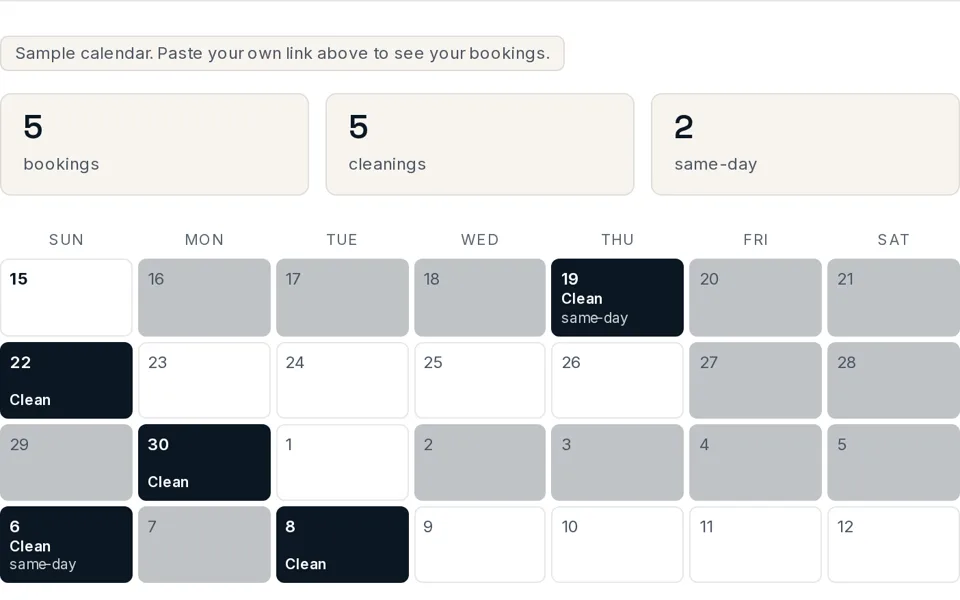 Sample calendar. Paste your own link above to see your bookings.
5
bookings
5
cleanings
2
same-day
SUN MON TUE WED THU FRI SAT
15 16 17 18 19 20 21
Clean
same-day
22 23 24 25 26 27 28
Clean
29 30 1 2 3 4 5
Clean
6 7 8 9 10 11 12
Clean
same-day
Clean